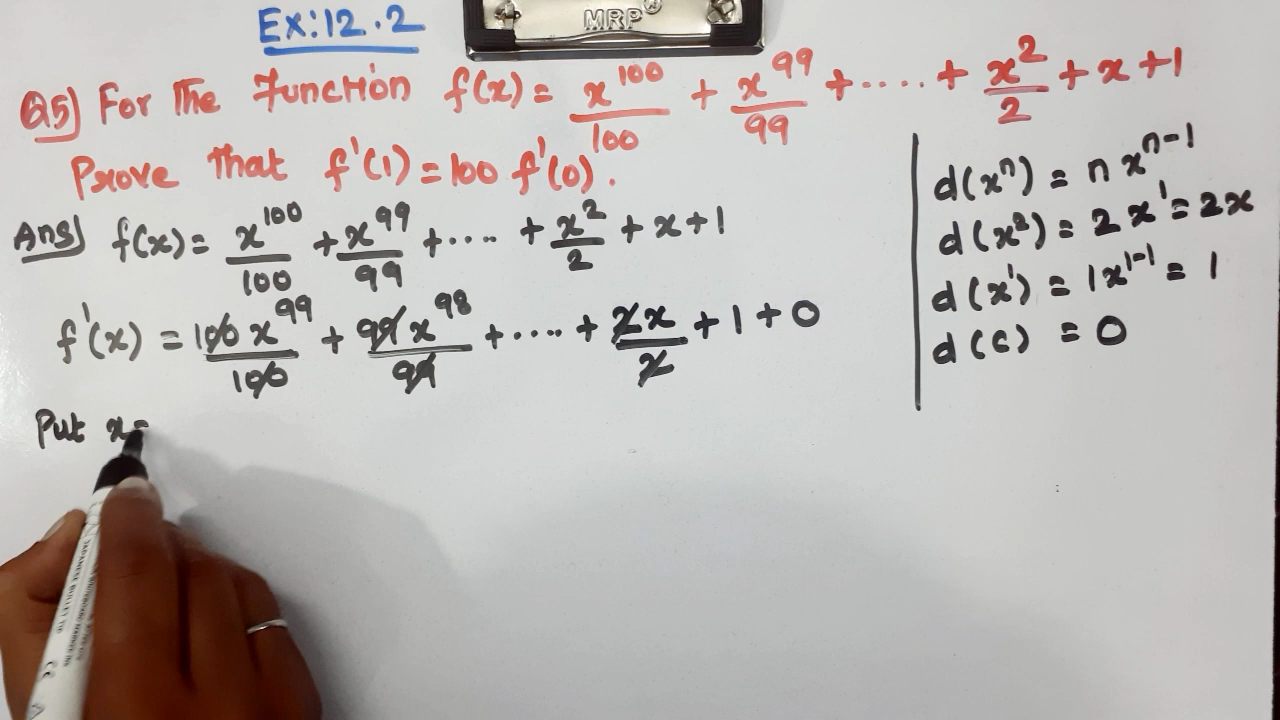 Ex: 12.2
MRP®
Q5) For The Function f(x) = x^100/100 + x^99/99 + .... + x^2/2 + x + 1
Prove That f'(1) = 100 f'(0).
Ans) f(x) = x^100/100 + x^99/99 + .... + x^2/2 + x + 1
f'(x) = 100 x^99/100 + 99 x^98/99 + .... + 2x/2 + 1 + 0
Put x =
d(x^n) = n x^(n-1)
d(x^2) = 2 x^1 = 2x
d(x^1) = 1x^(1-1) = 1
d(c) = 0